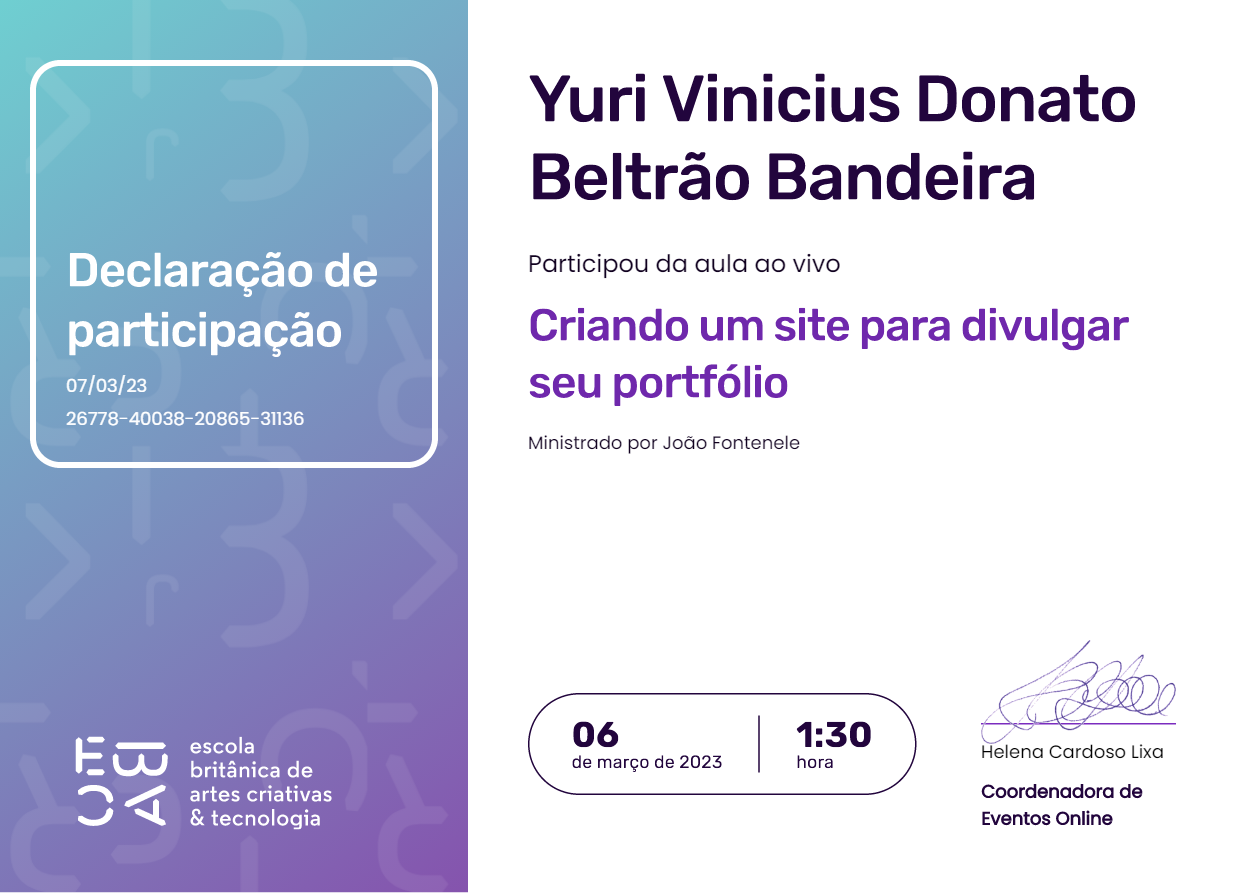 Declaração de
participação
07/03/23
26778-40038-20865-31136
EBAC
escola
britânica de
artes criativas
& tecnologia
Yuri Vinicius Donato
Beltrão Bandeira
Participou da aula ao vivo
Criando um site para divulgar
seu portfólio
Ministrado por João Fontenele
06
de março de 2023
1:30
hora
Helena Cardoso Lixa
Coordenadora de
Eventos Online